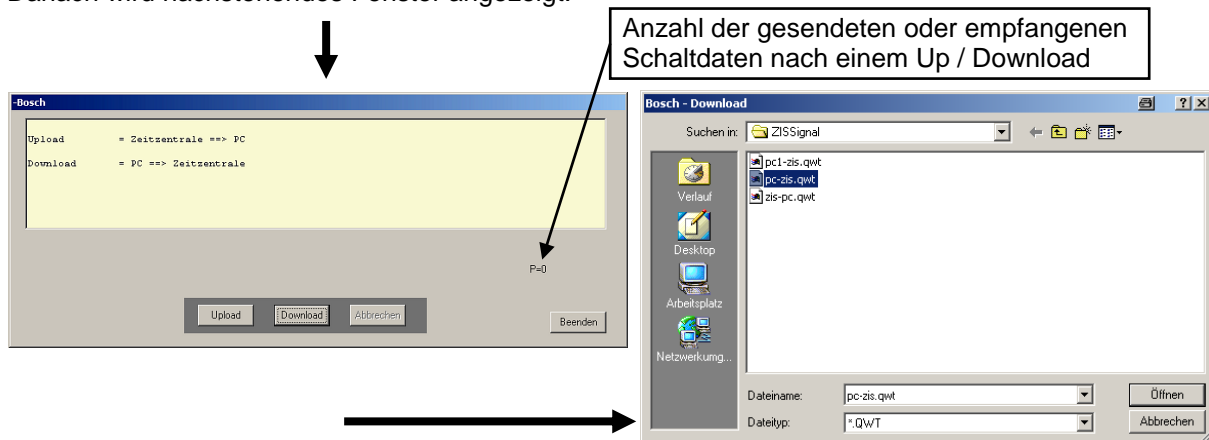 Danach wird nachstehendes Fenster angezeigt:
Anzahl der gesendeten oder empfangenen
Schaltdaten nach einem Up / Download
-Bosch
Upload = Zeitzentrale ==> PC
Download = PC ==> Zeitzentrale
P=0
Upload Download Abbrechen
Beenden
Bosch - Download
Suchen in: ZISSignal
pc1-zis.qwt
pc-zis.qwt
zis-pc.qwt
Verlauf
Desktop
Arbeitsplatz
Netzwerkumg...
Dateiname: pc-zis.qwt Öffnen
Dateityp: *.QWT Abbrechen